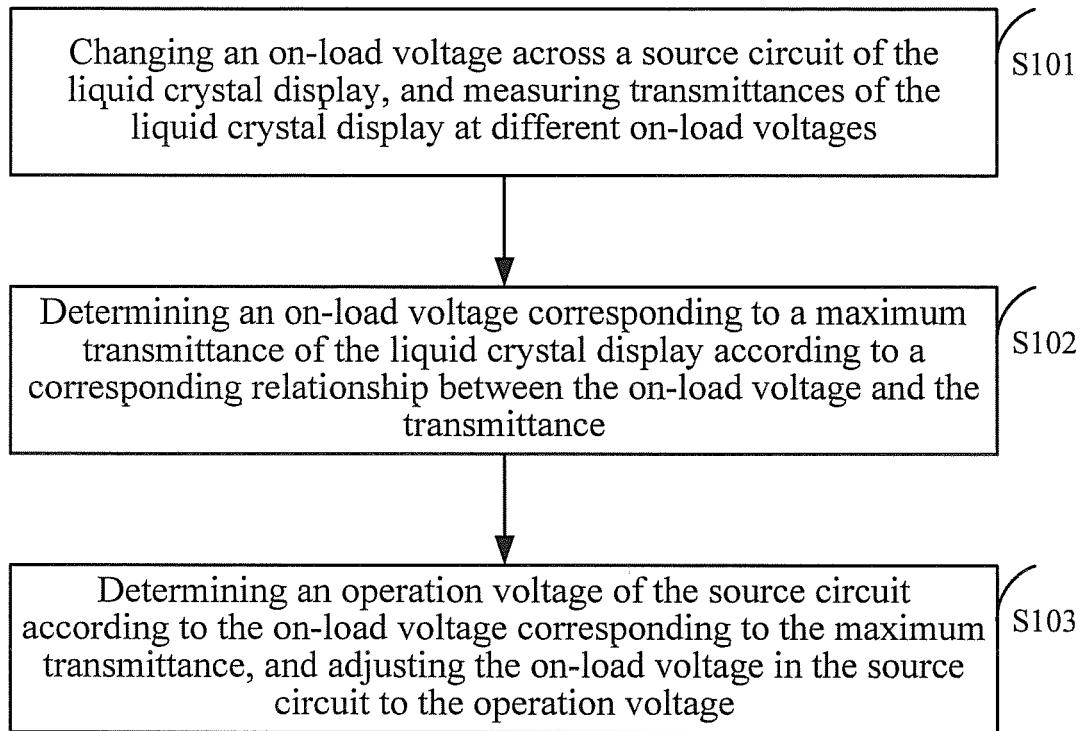 Changing an on-load voltage across a source circuit of the
liquid crystal display, and measuring transmittances of the
liquid crystal display at different on-load voltages
S101
Determining an on-load voltage corresponding to a maximum
transmittance of the liquid crystal display according to a
corresponding relationship between the on-load voltage and the
transmittance
S102
Determining an operation voltage of the source circuit
according to the on-load voltage corresponding to the maximum
transmittance, and adjusting the on-load voltage in the source
circuit to the operation voltage
S103